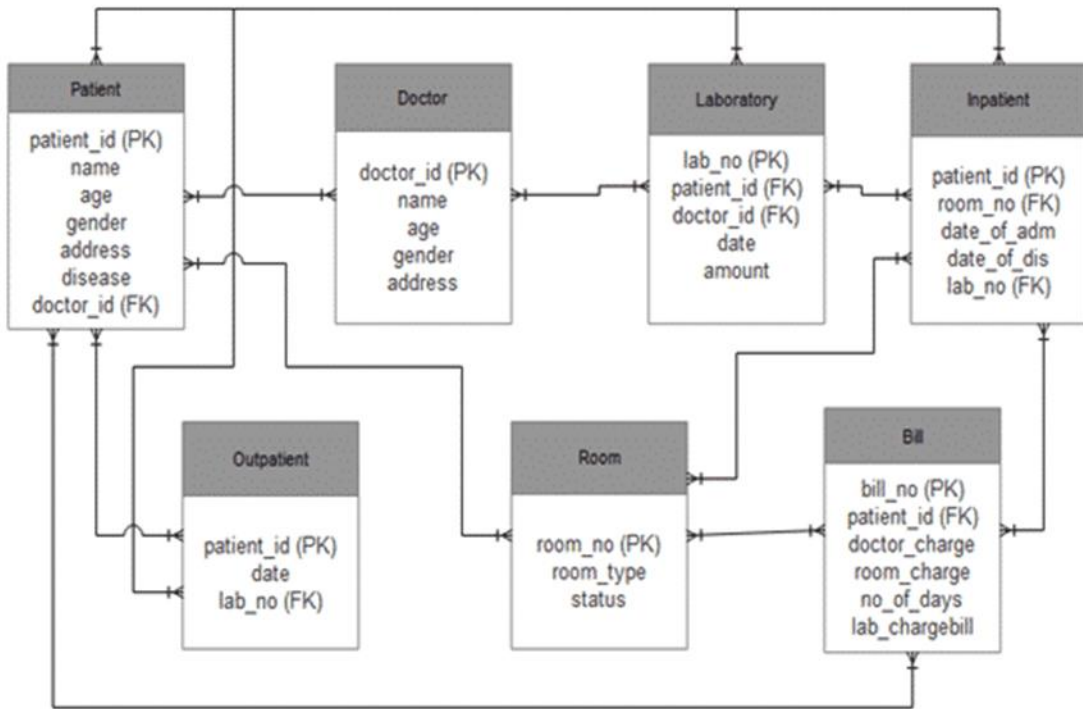 Patient
patient_id (PK)
name
age
gender
address
disease
doctor_id (FK)
Doctor
doctor_id (PK)
name
age
gender
address
Laboratory
lab_no (PK)
patient_id (FK)
doctor_id (FK)
date
amount
Inpatient
patient_id (PK)
room_no (FK)
date_of_adm
date_of_dis
lab_no (FK)
Outpatient
patient_id (PK)
date
lab_no (FK)
Room
room_no (PK)
room_type
status
Bill
bill_no (PK)
patient_id (FK)
doctor_charge
room_charge
no_of_days
lab_chargebill